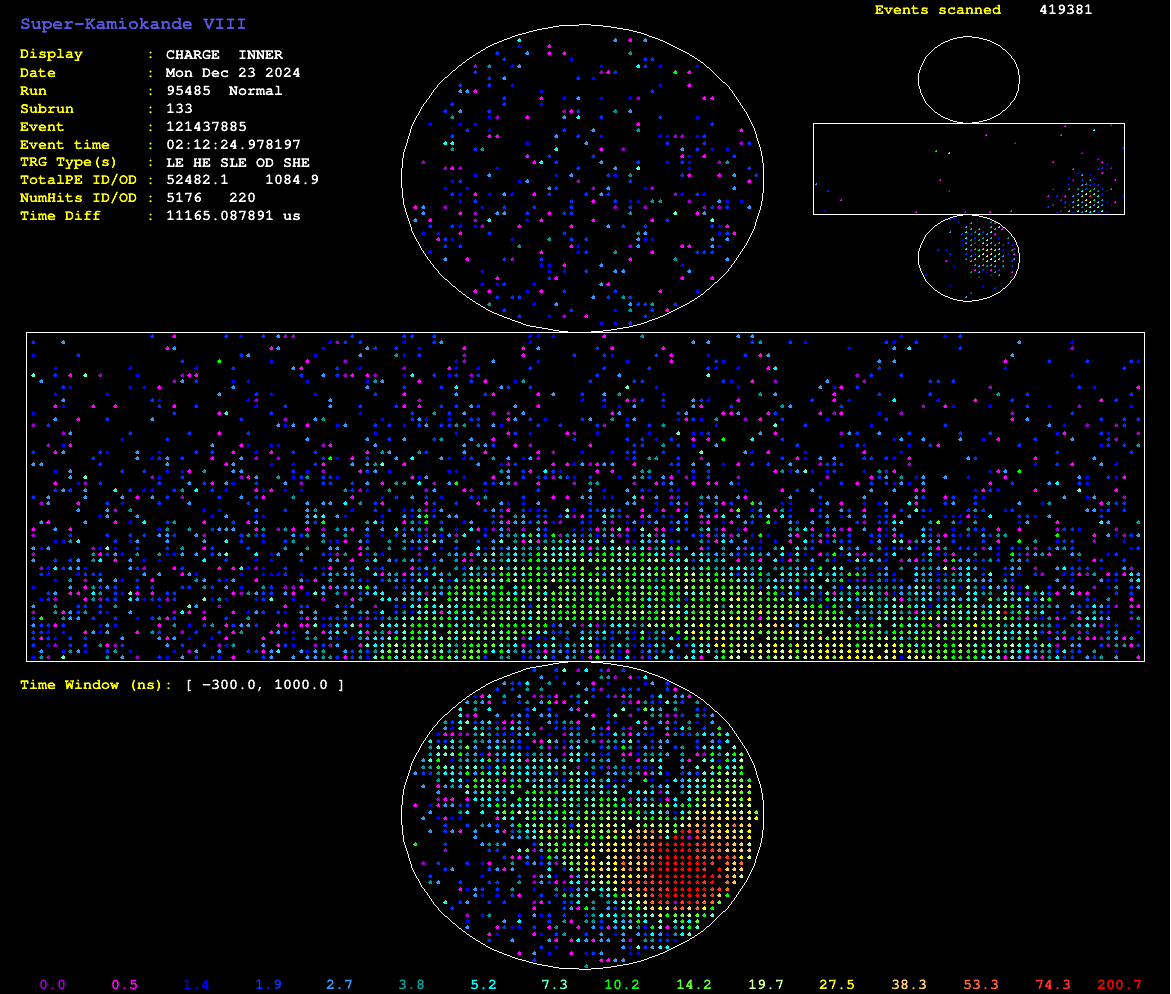 Super-Kamiokande VIII
Events scanned 419381
Display : CHARGE INNER
Date : Mon Dec 23 2024
Run : 95485 Normal
Subrun : 133
Event : 121437885
Event time : 02:12:24.978197
TRG Type(s) : LE HE SLE OD SHE
TotalPE ID/OD : 52482.1 1084.9
NumHits ID/OD : 5176 220
Time Diff : 11165.087891 us
Time Window (ns): [ −300.0, 1000.0 ]
0.0 0.5 1.4 1.9 2.7 3.8 5.2 7.3 10.2 14.2 19.7 27.5 38.3 53.3 74.3 200.7